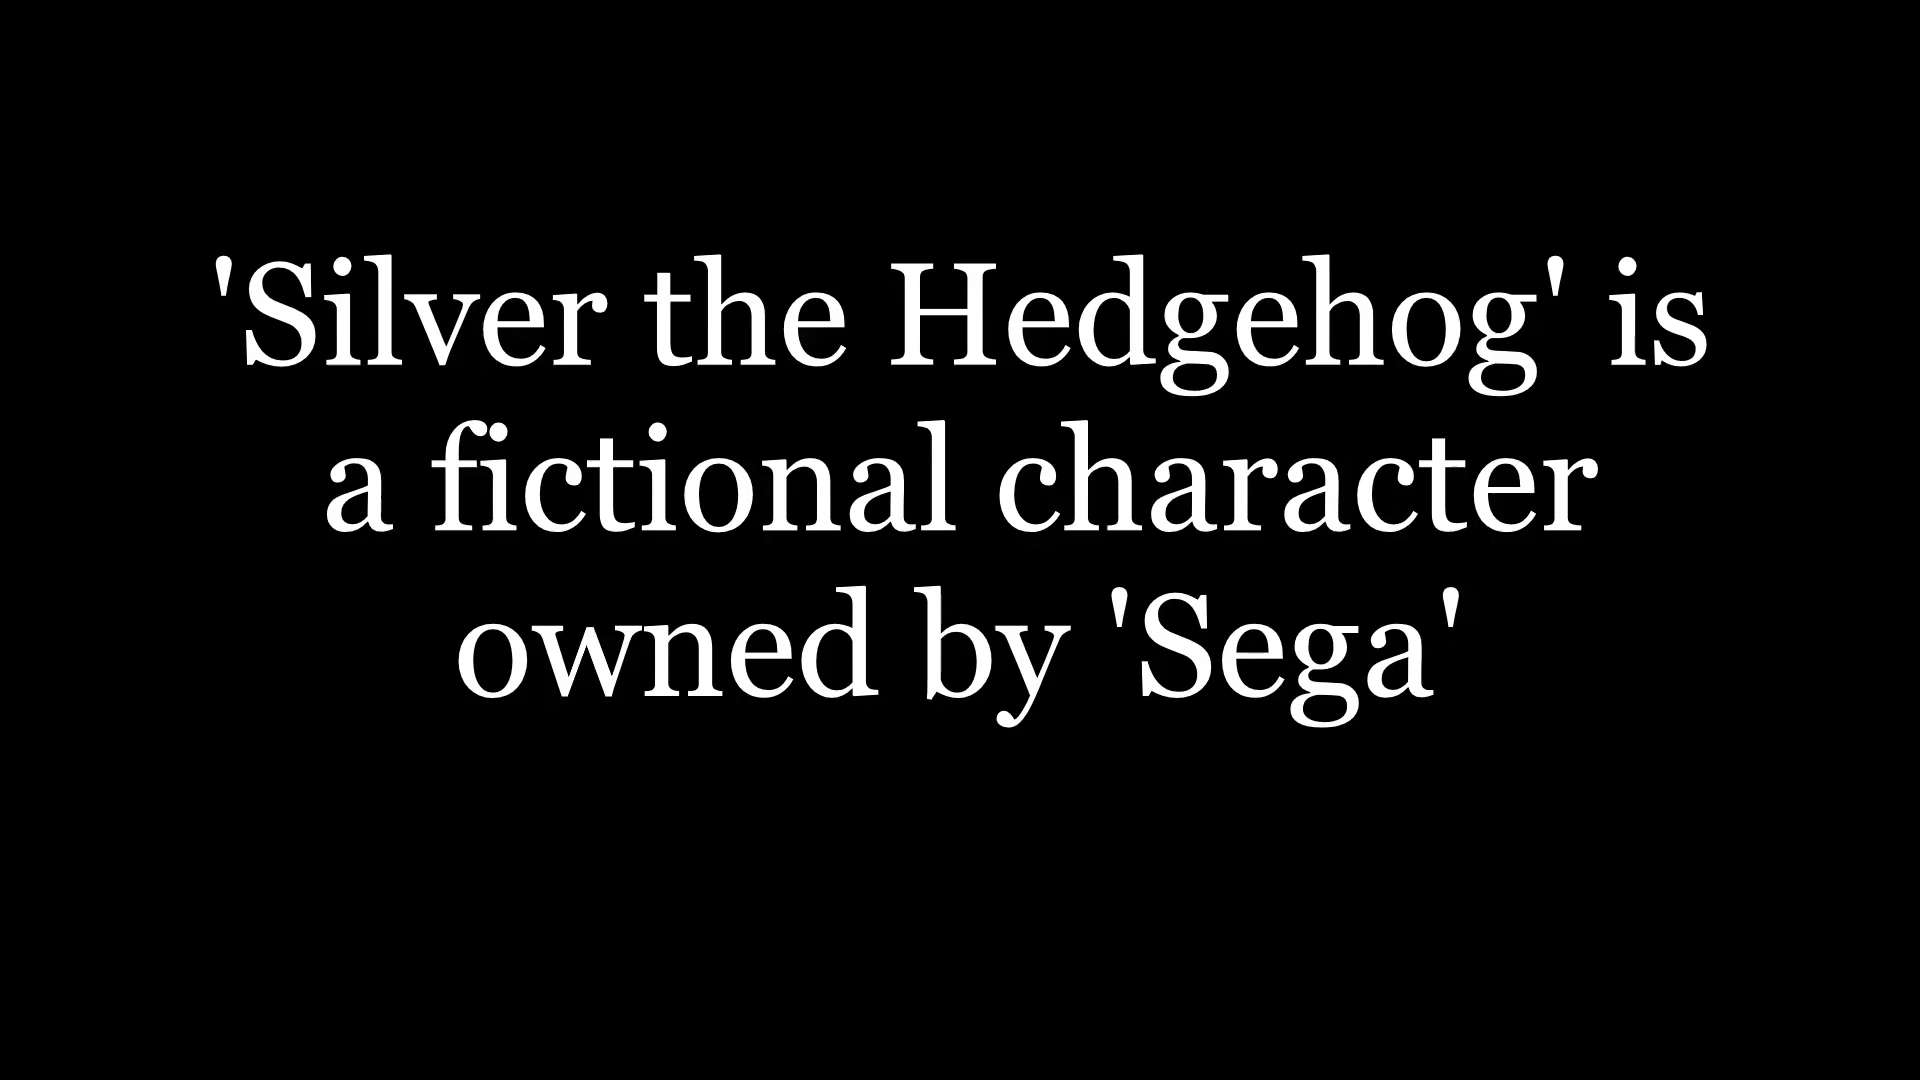 'Silver the Hedgehog' is
a fictional character
owned by 'Sega'